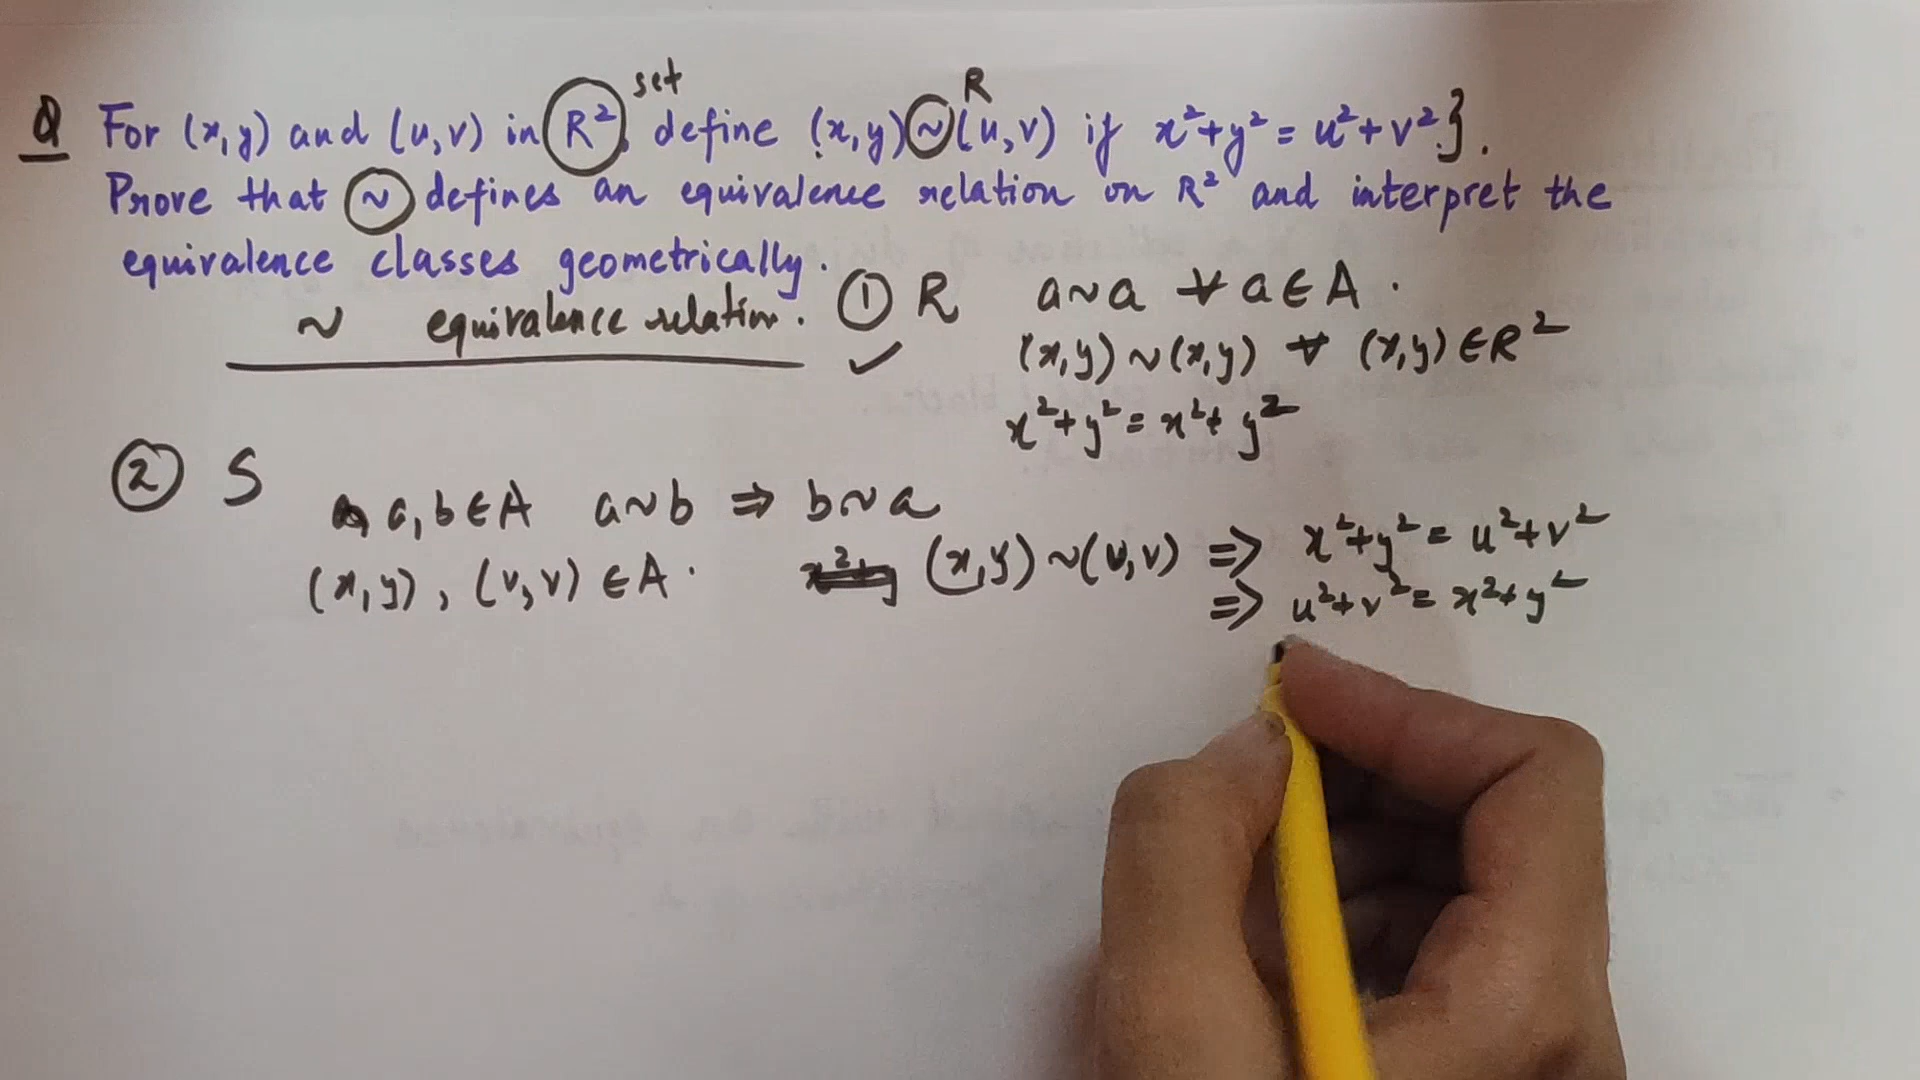 set
R
Q For (x,y) and (u,v) in R², define (x,y) ~ (u,v) if x²+y² = u²+v²}.
Prove that ~ defines an equivalence relation on R² and interpret the
equivalence classes geometrically.
~ equivalence relation. ① R a~a ∀ a∈A.
✓ (x,y)~(x,y) ∀ (x,y)∈R²
x²+y²=x²+y²
② S
a,b∈A a~b ⇒ b~a
(x,y), (u,v) ∈A. (x,y)~(u,v) ⇒ x²+y²=u²+v²
⇒ u²+v²=x²+y²